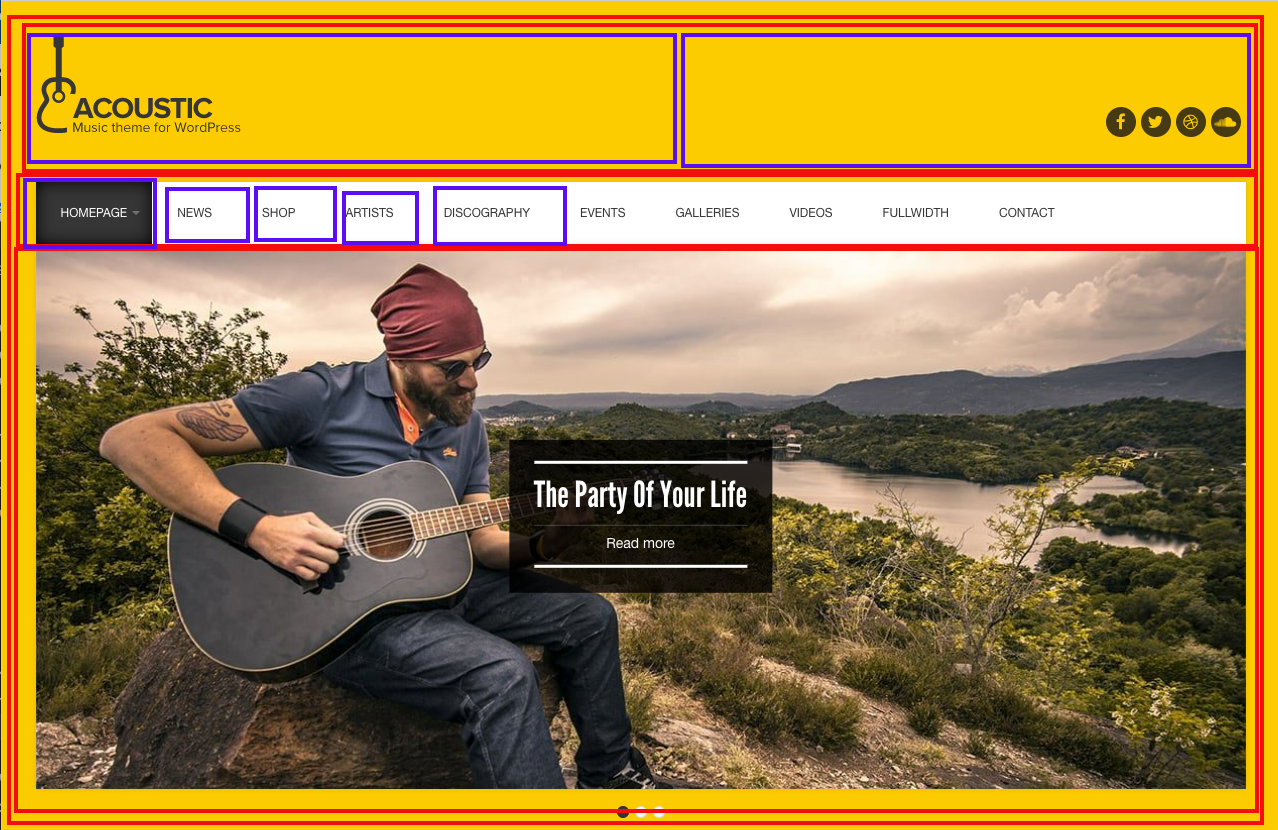 ACOUSTIC
Music theme for WordPress
HOMEPAGE NEWS SHOP ARTISTS DISCOGRAPHY EVENTS GALLERIES VIDEOS FULLWIDTH CONTACT
The Party Of Your Life
Read more